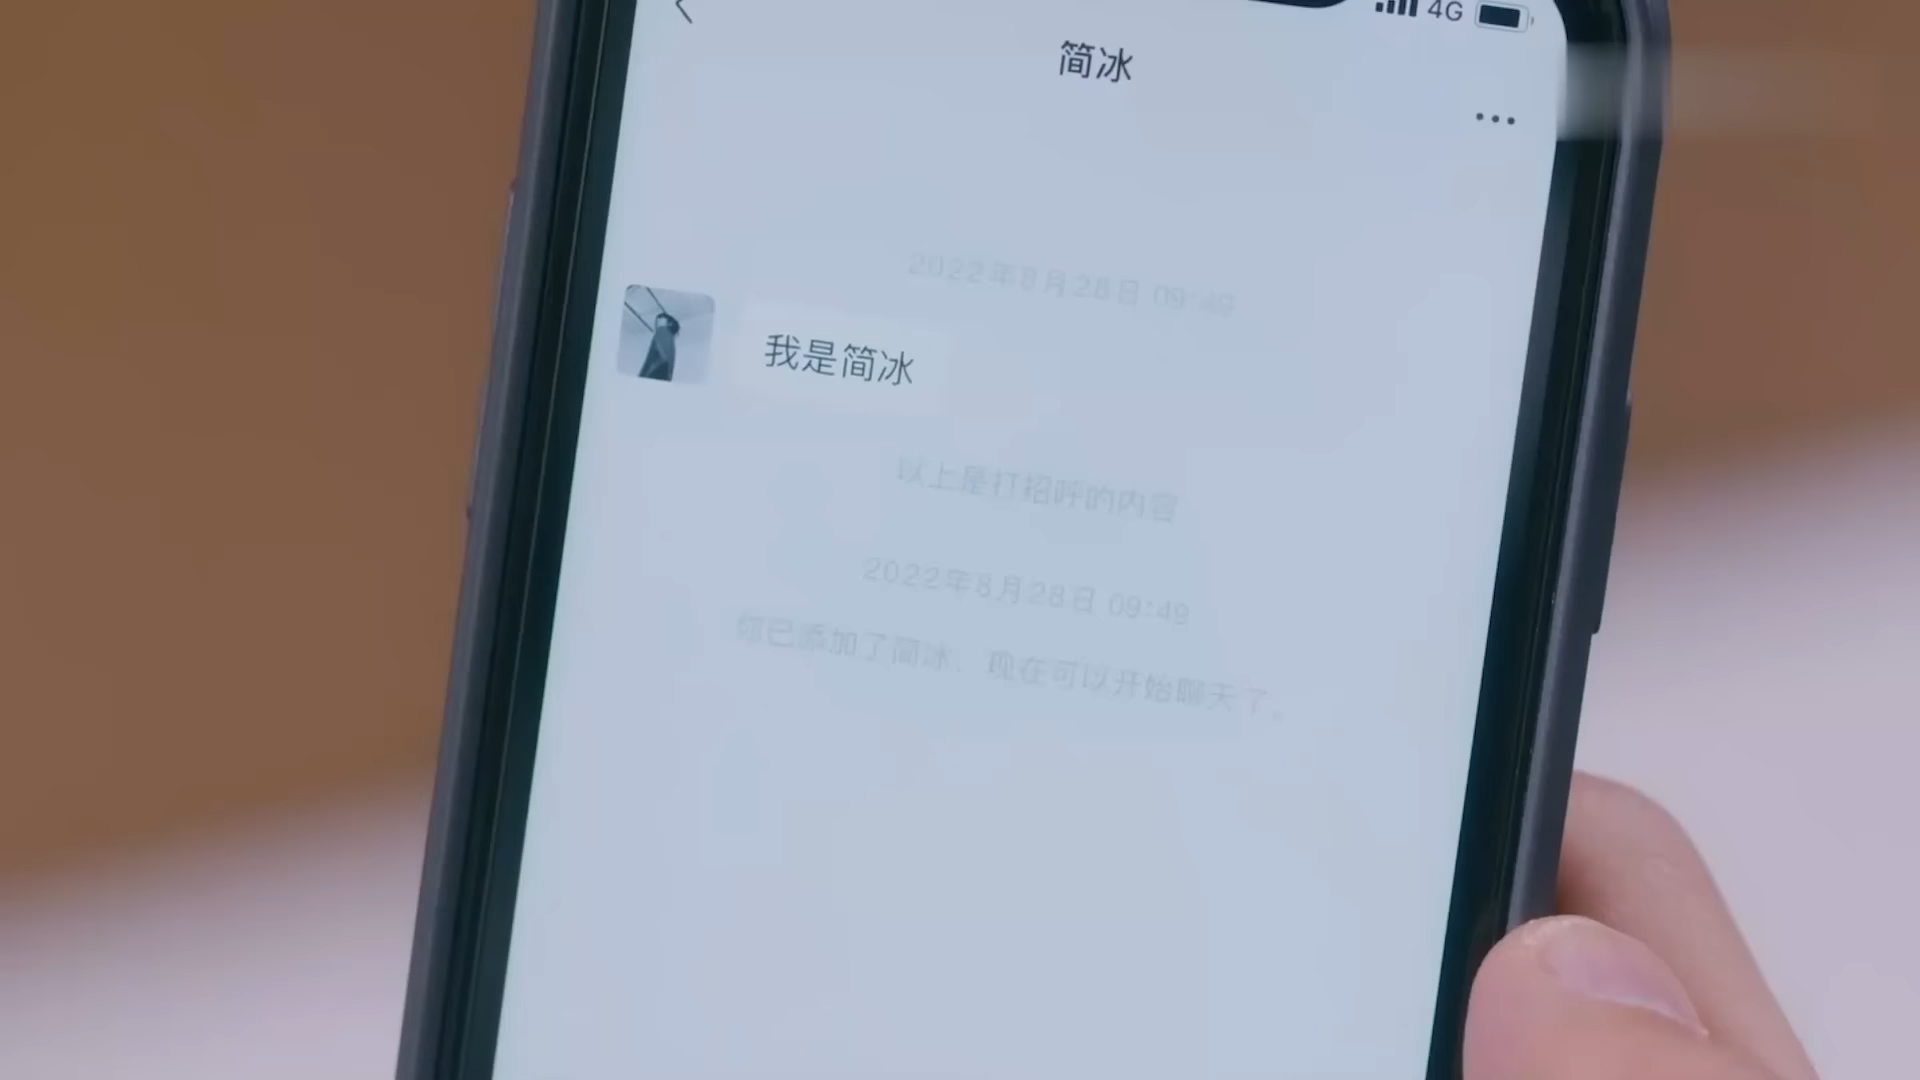 4G
简冰
2022年8月28日 09:49
我是简冰
以上是打招呼的内容
2022年8月28日 09:49
你已添加了简冰，现在可以开始聊天了。